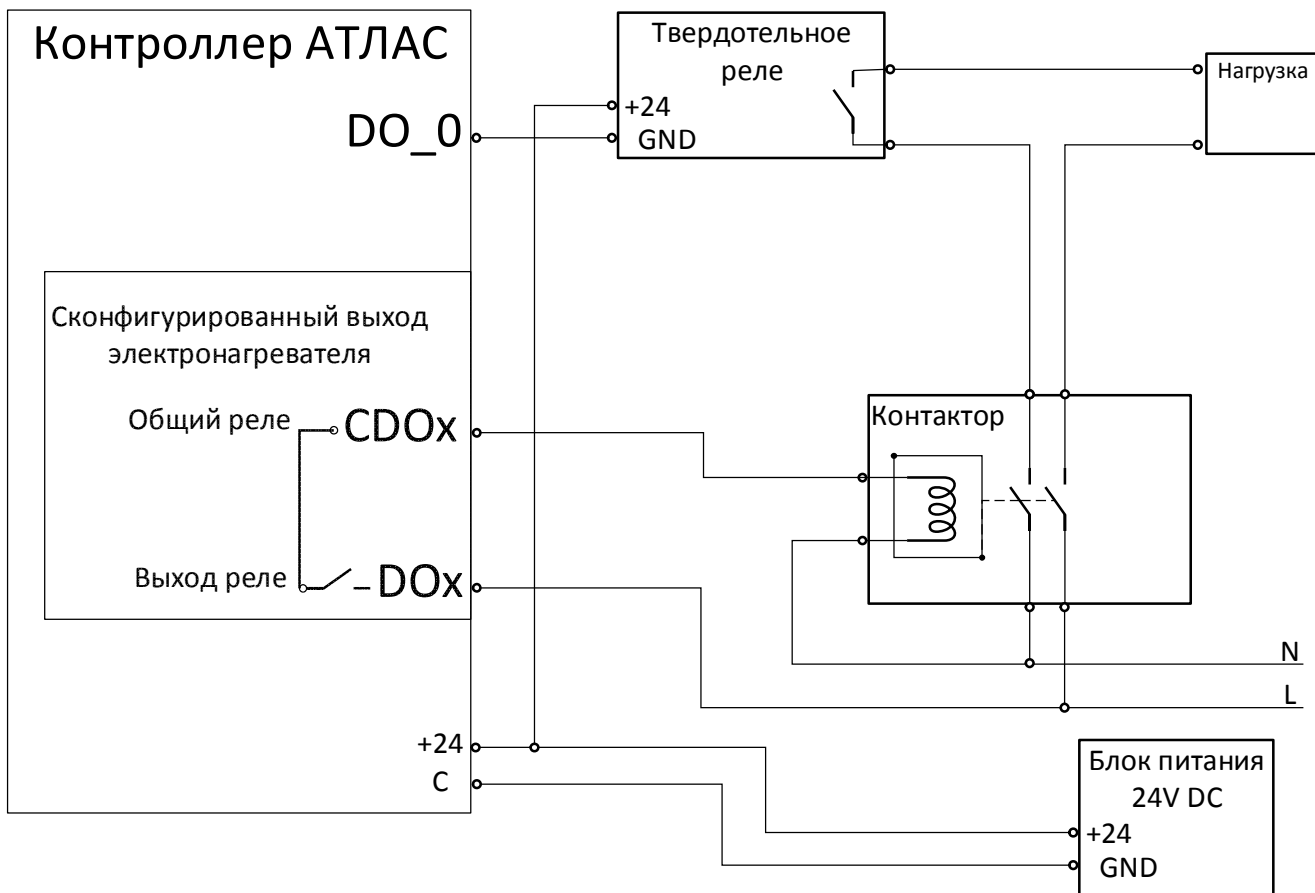 Контроллер АТЛАС
DO_0
Твердотельное
реле
+24
GND
Нагрузка
Сконфигурированный выход
электронагревателя
Общий реле
CDOx
Выход реле
DOx
Контактор
N
L
+24
C
Блок питания
24V DC
+24
GND